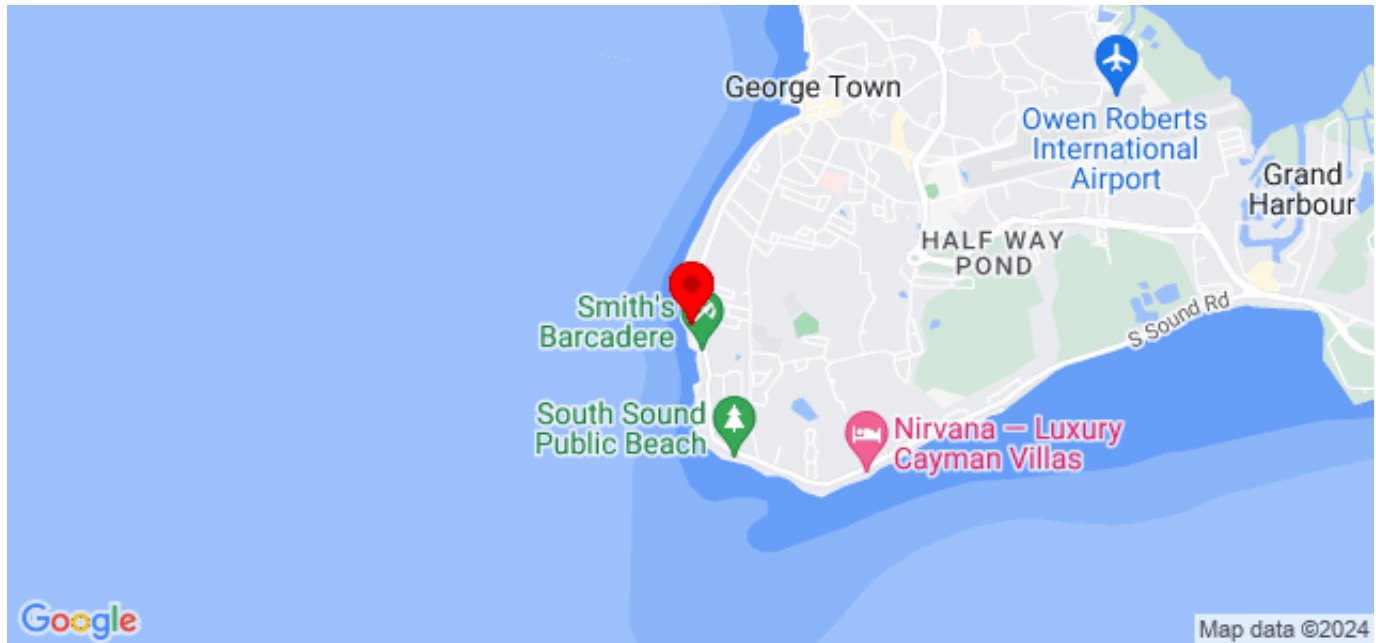 George Town
Owen Roberts
International
Airport
Grand
Harbour
HALF WAY
POND
Smith's
Barcadere
S Sound Rd
South Sound
Public Beach
Nirvana — Luxury
Cayman Villas
Google
Map data ©2024